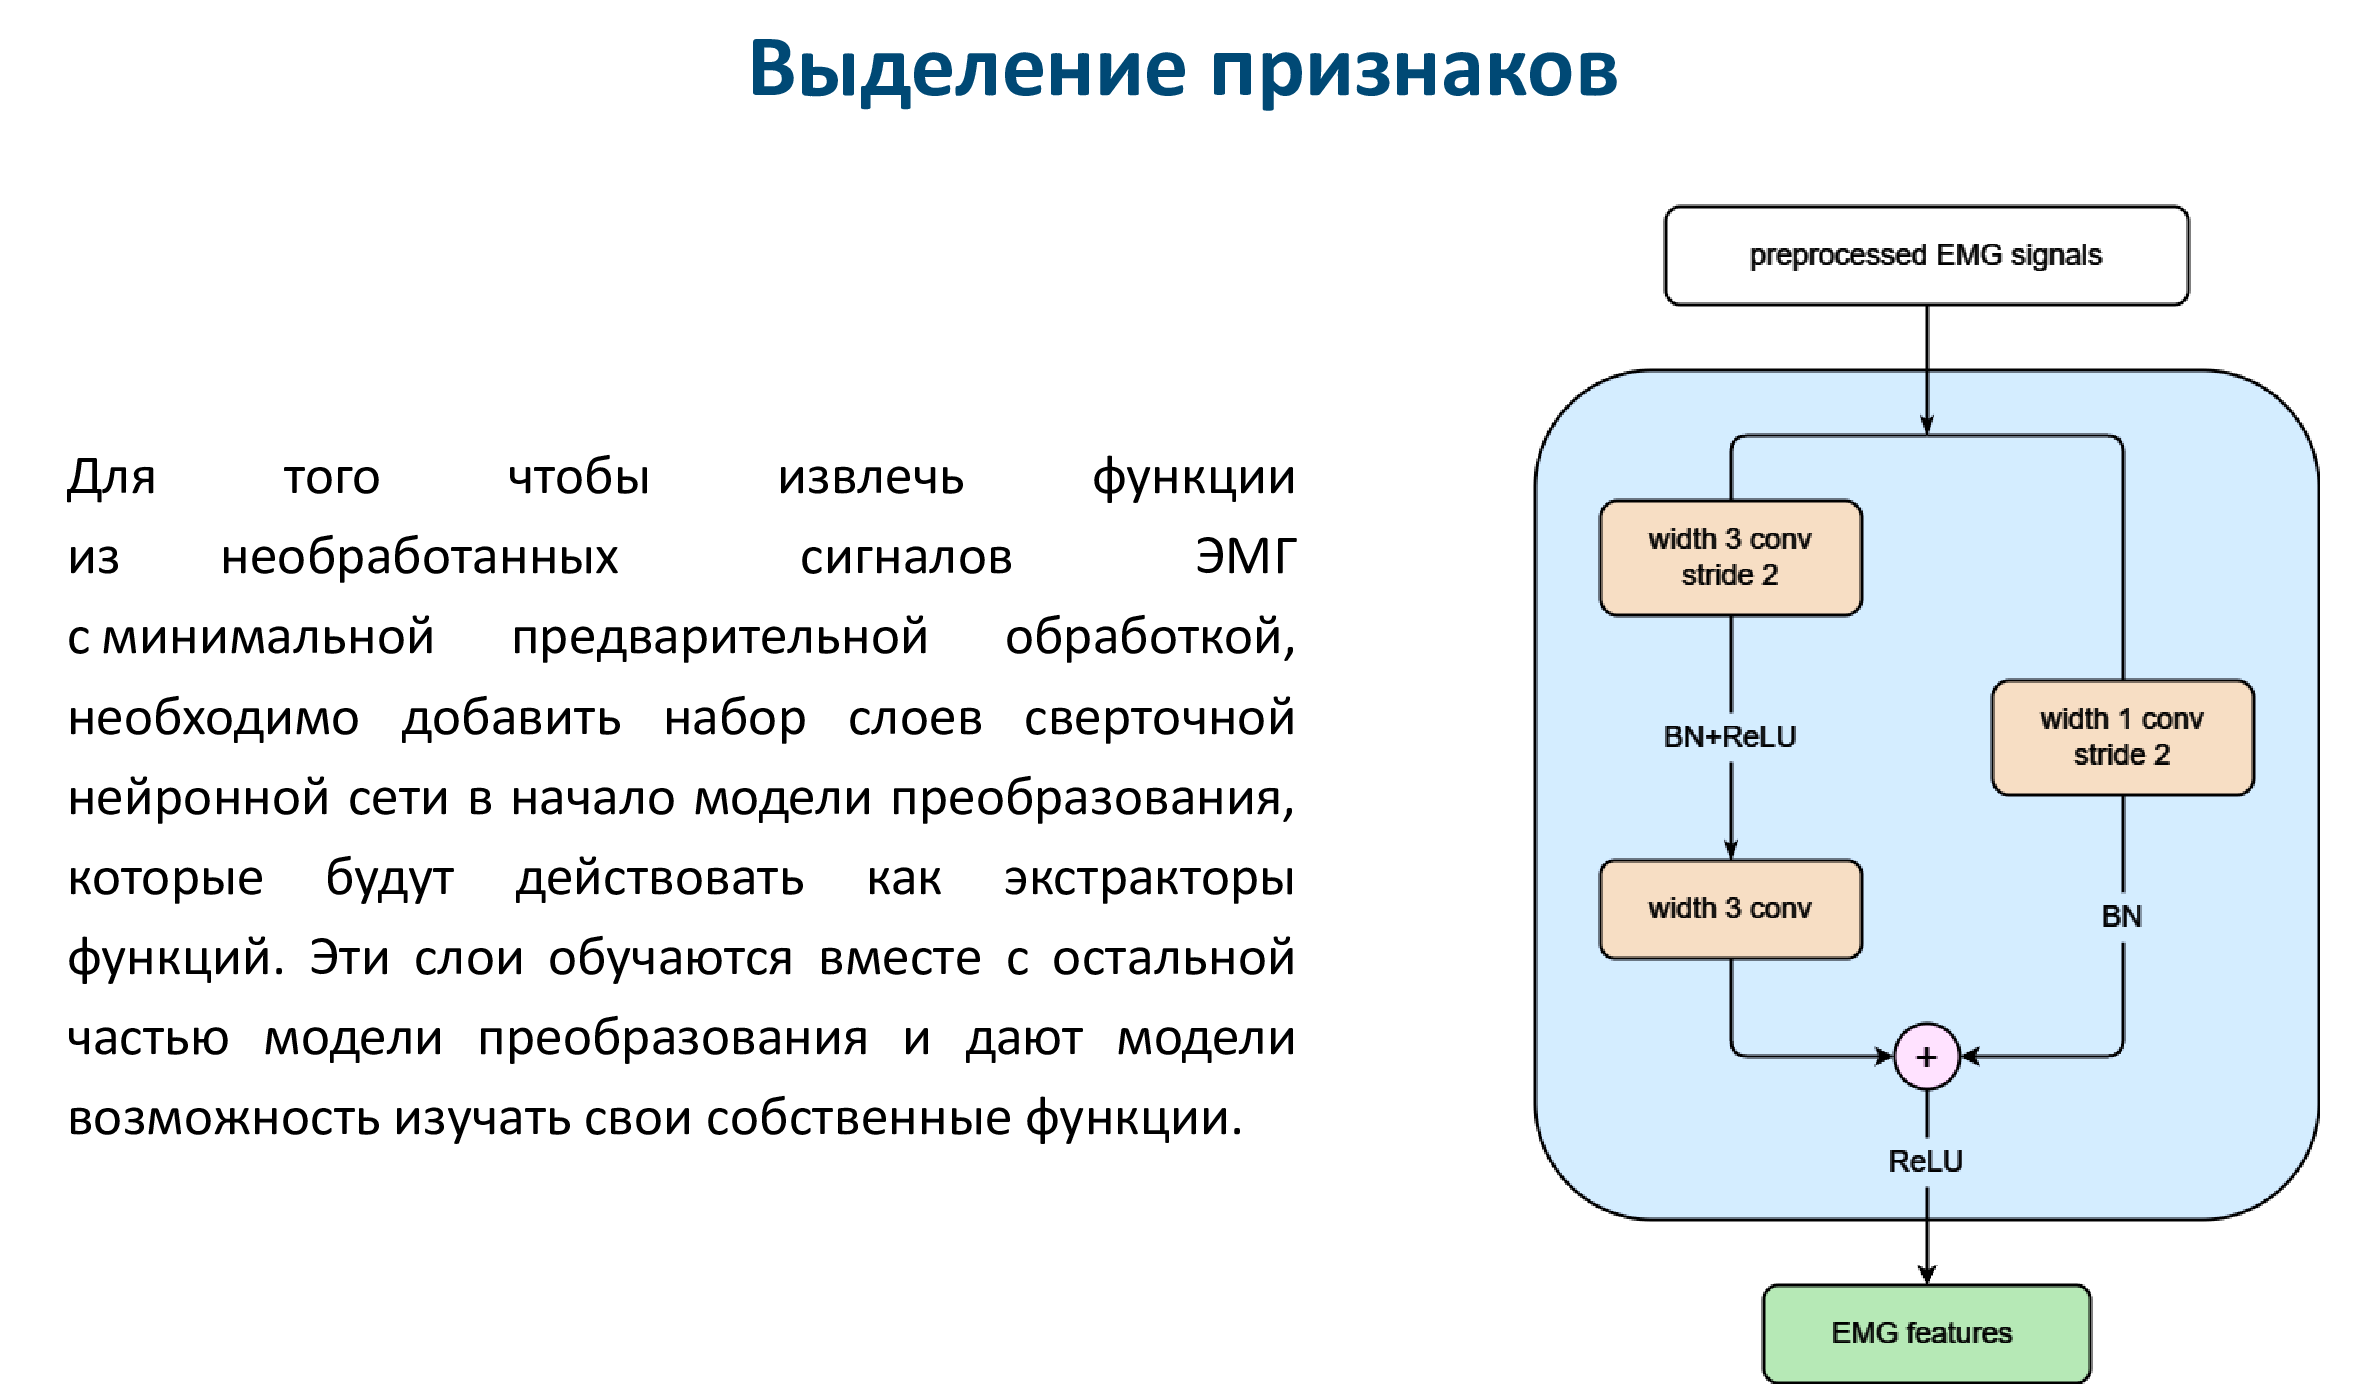 Выделение признаков
Для того чтобы извлечь функции
из необработанных сигналов ЭМГ
с минимальной предварительной обработкой,
необходимо добавить набор слоев сверточной
нейронной сети в начало модели преобразования,
которые будут действовать как экстракторы
функций. Эти слои обучаются вместе с остальной
частью модели преобразования и дают модели
возможность изучать свои собственные функции.
preprocessed EMG signals
width 3 conv
stride 2
BN+ReLU
width 3 conv
width 1 conv
stride 2
BN
+
ReLU
EMG features